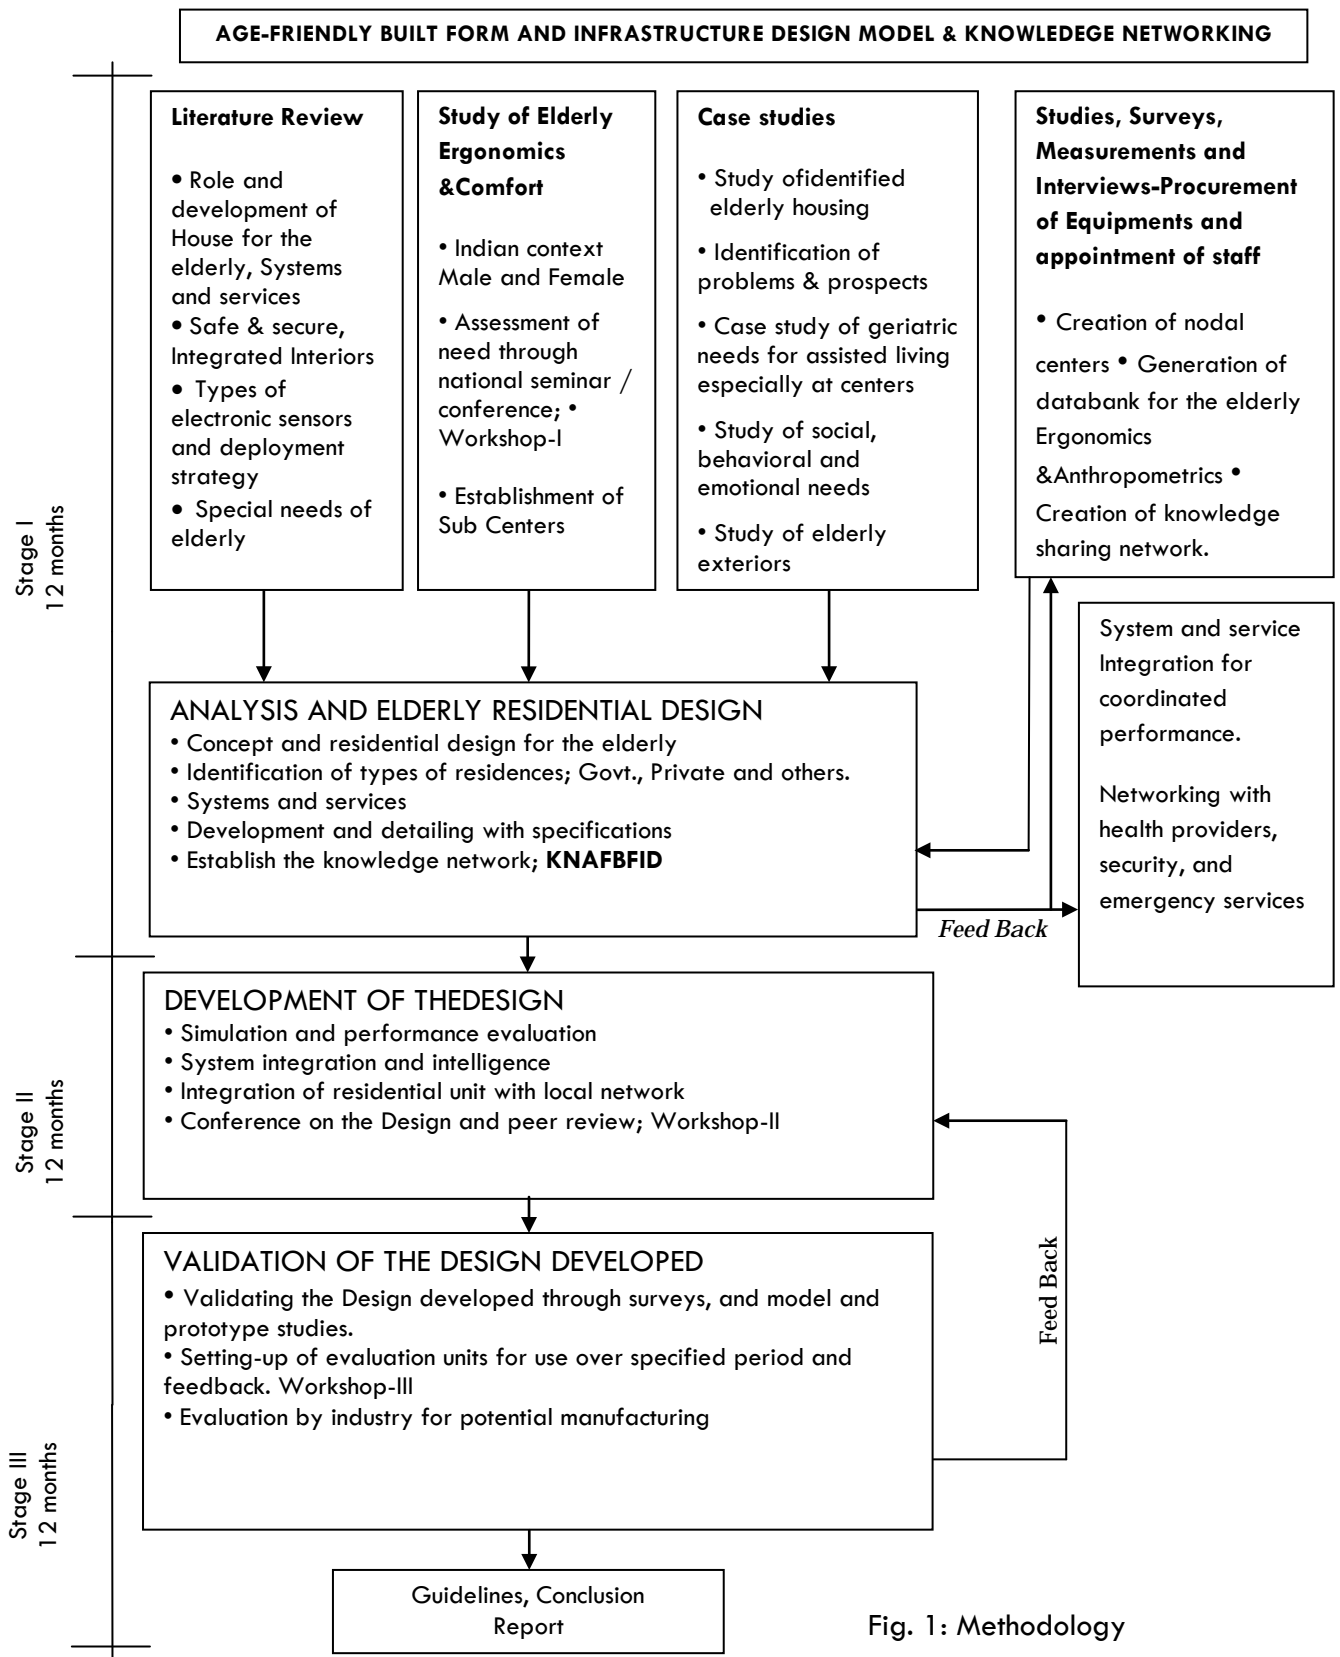 AGE-FRIENDLY BUILT FORM AND INFRASTRUCTURE DESIGN MODEL & KNOWLEDEGE NETWORKING
Stage I
12 months
Literature Review
• Role and
development of
House for the
elderly, Systems
and services
• Safe & secure,
Integrated Interiors
• Types of
electronic sensors
and deployment
strategy
• Special needs of
elderly
Study of Elderly
Ergonomics
&Comfort
• Indian context
Male and Female
• Assessment of
need through
national seminar /
conference; •
Workshop-I
• Establishment of
Sub Centers
Case studies
• Study ofidentified
elderly housing
• Identification of
problems & prospects
• Case study of geriatric
needs for assisted living
especially at centers
• Study of social,
behavioral and
emotional needs
• Study of elderly
exteriors
Studies, Surveys,
Measurements and
Interviews-Procurement
of Equipments and
appointment of staff
• Creation of nodal
centers • Generation of
databank for the elderly
Ergonomics
&Anthropometrics •
Creation of knowledge
sharing network.
System and service
Integration for
coordinated
performance.
Networking with
health providers,
security, and
emergency services
ANALYSIS AND ELDERLY RESIDENTIAL DESIGN
• Concept and residential design for the elderly
• Identification of types of residences; Govt., Private and others.
• Systems and services
• Development and detailing with specifications
• Establish the knowledge network; KNAFBFID
Feed Back
Stage II
12 months
DEVELOPMENT OF THEDESIGN
• Simulation and performance evaluation
• System integration and intelligence
• Integration of residential unit with local network
• Conference on the Design and peer review; Workshop-II
Feed Back
Stage III
12 months
VALIDATION OF THE DESIGN DEVELOPED
• Validating the Design developed through surveys, and model and
prototype studies.
• Setting-up of evaluation units for use over specified period and
feedback. Workshop-III
• Evaluation by industry for potential manufacturing
Guidelines, Conclusion
Report
Fig. 1: Methodology